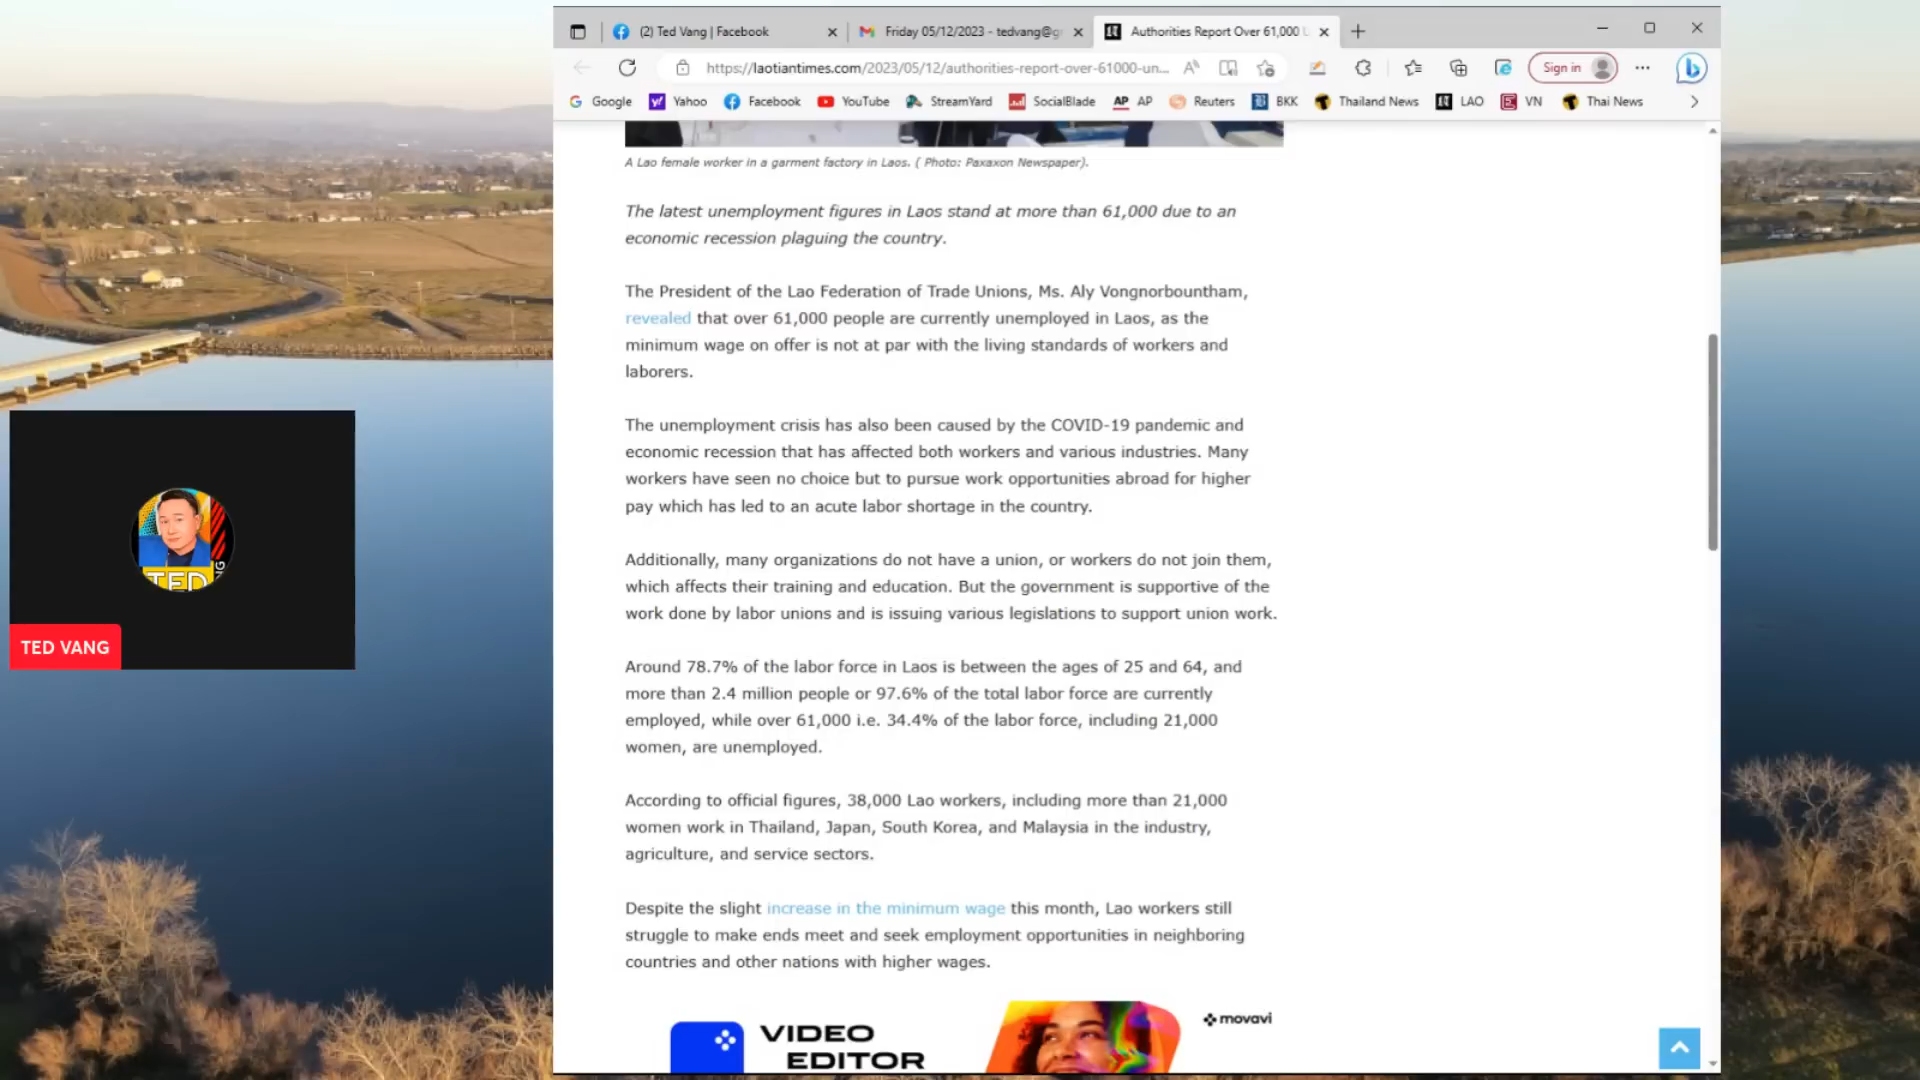 (2) Ted Vang | Facebook
Friday 05/12/2023 - tedvang@g
Authorities Report Over 61,000
https://laotiantimes.com/2023/05/12/authorities-report-over-61000-un...
Sign in
Google
Yahoo
Facebook
YouTube
StreamYard
SocialBlade
AP AP
Reuters
BKK
Thailand News
LAO
VN
Thai News
A Lao female worker in a garment factory in Laos. ( Photo: Paxaxon Newspaper).
The latest unemployment figures in Laos stand at more than 61,000 due to an
economic recession plaguing the country.
The President of the Lao Federation of Trade Unions, Ms. Aly Vongnorbountham,
revealed that over 61,000 people are currently unemployed in Laos, as the
minimum wage on offer is not at par with the living standards of workers and
laborers.
The unemployment crisis has also been caused by the COVID-19 pandemic and
economic recession that has affected both workers and various industries. Many
workers have seen no choice but to pursue work opportunities abroad for higher
pay which has led to an acute labor shortage in the country.
Additionally, many organizations do not have a union, or workers do not join them,
which affects their training and education. But the government is supportive of the
work done by labor unions and is issuing various legislations to support union work.
Around 78.7% of the labor force in Laos is between the ages of 25 and 64, and
more than 2.4 million people or 97.6% of the total labor force are currently
employed, while over 61,000 i.e. 34.4% of the labor force, including 21,000
women, are unemployed.
According to official figures, 38,000 Lao workers, including more than 21,000
women work in Thailand, Japan, South Korea, and Malaysia in the industry,
agriculture, and service sectors.
Despite the slight increase in the minimum wage this month, Lao workers still
struggle to make ends meet and seek employment opportunities in neighboring
countries and other nations with higher wages.
VIDEO
EDITOR
movavi
TED
TED VANG